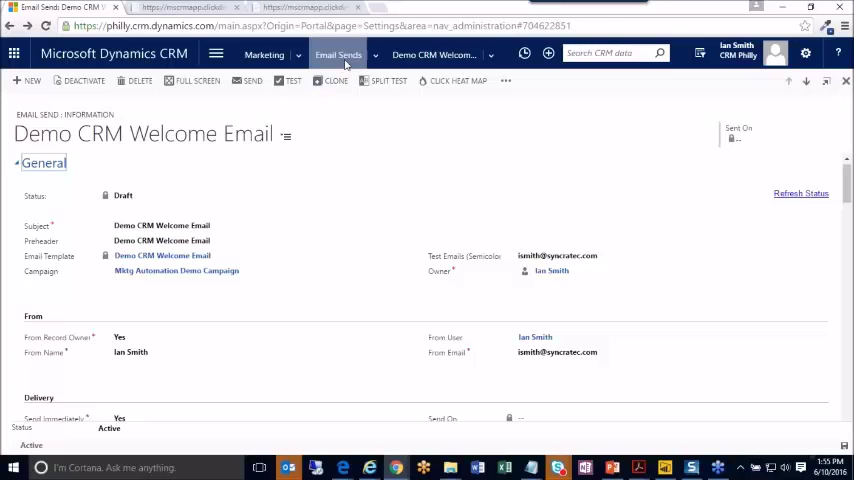 Email Send: Demo CRM W
https://mscrmapp.clickdi
https://mscrmapp.clickdi
https://philly.crm.dynamics.com/main.aspx?Origin=Portal&page=Settings&area=nav_administration#704622851
Microsoft Dynamics CRM
Marketing
Email Sends
Demo CRM Welcom...
Search CRM data
Ian Smith
CRM Philly
NEW
DEACTIVATE
DELETE
FULL SCREEN
SEND
TEST
CLONE
SPLIT TEST
CLICK HEAT MAP
EMAIL SEND : INFORMATION
Demo CRM Welcome Email
Sent On
--
General
Status: Draft
Refresh Status
Subject* Demo CRM Welcome Email
Preheader Demo CRM Welcome Email
Email Template Demo CRM Welcome Email
Test Emails (Semicolo ismith@syncratec.com
Campaign Mktg Automation Demo Campaign
Owner* Ian Smith
From
From Record Owner* Yes
From User Ian Smith
From Name* Ian Smith
From Email* ismith@syncratec.com
Delivery
Send Immediately* Yes
Send On --
Status Active
Active
I'm Cortana. Ask me anything.
1:55 PM
6/10/2016